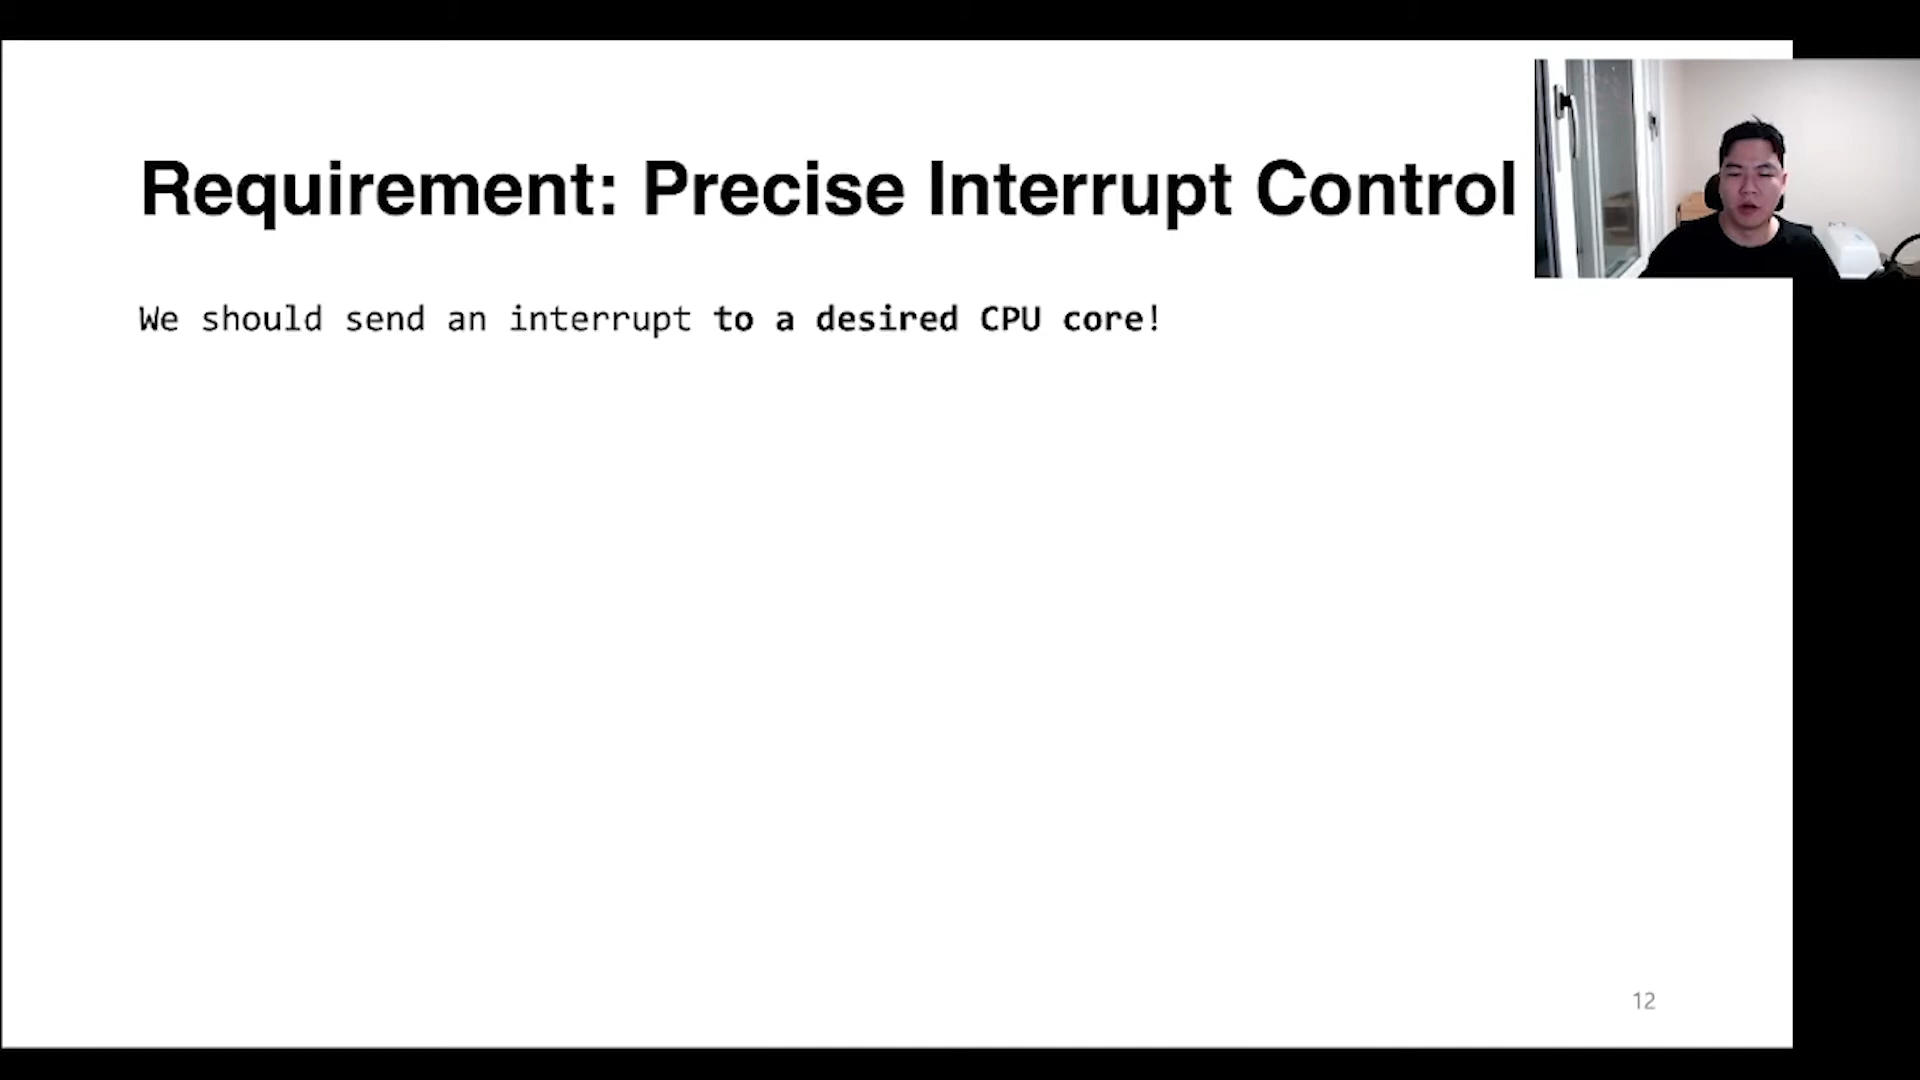 Requirement: Precise Interrupt Control
We should send an interrupt to a desired CPU core!
12